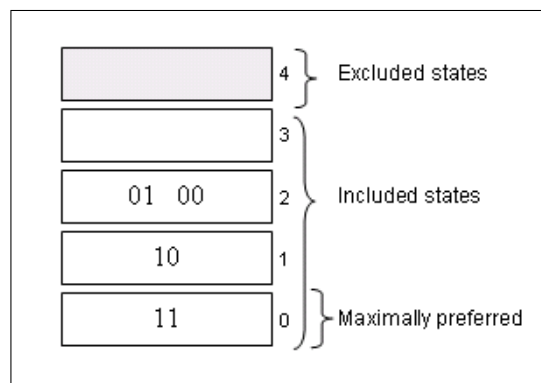 4 Excluded states
3
01 00 2 Included states
10 1
11 0 Maximally preferred